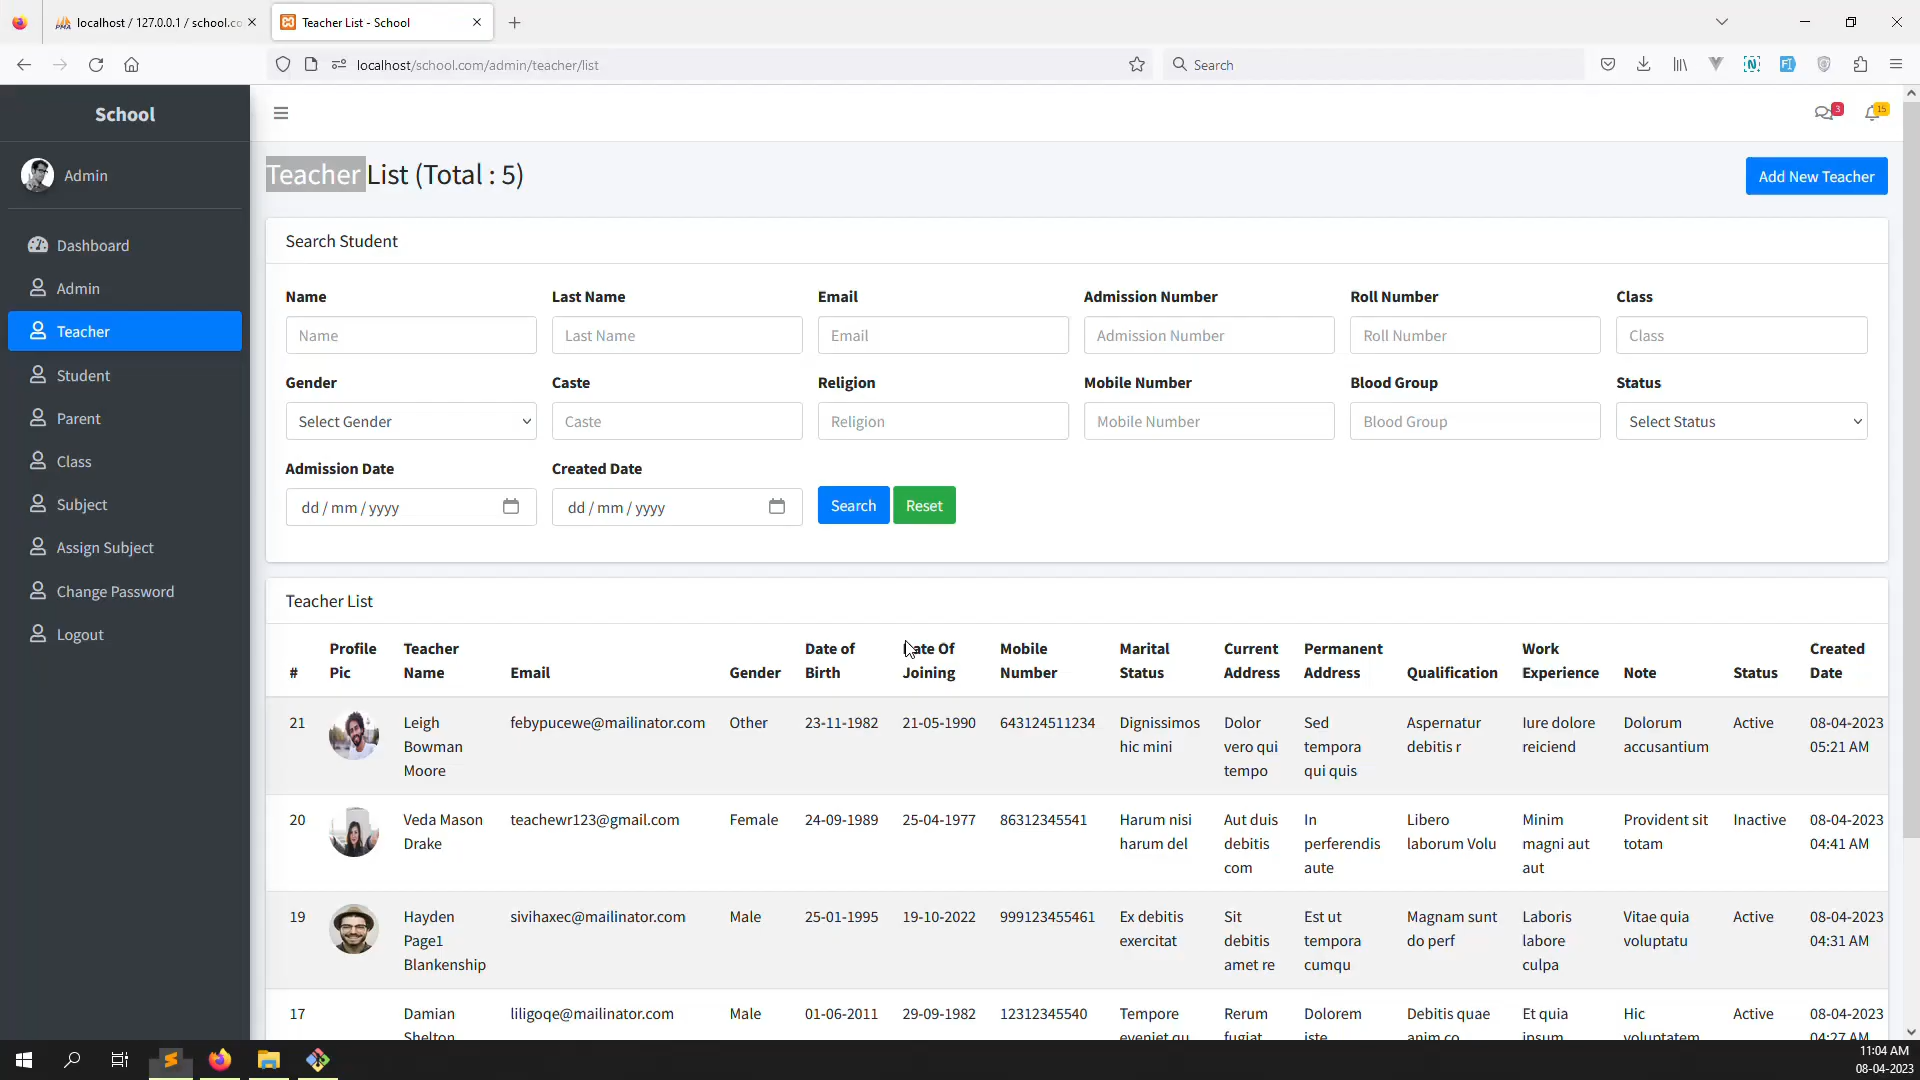 localhost / 127.0.0.1 / school.co
Teacher List - School
localhost/school.com/admin/teacher/list
Search
School
3
15
Admin
Teacher List (Total : 5)
Add New Teacher
Dashboard
Admin
Teacher
Student
Parent
Class
Subject
Assign Subject
Change Password
Logout
Search Student
Name Last Name Email Admission Number Roll Number Class
Name Last Name Email Admission Number Roll Number Class
Gender Caste Religion Mobile Number Blood Group Status
Select Gender Caste Religion Mobile Number Blood Group Select Status
Admission Date Created Date
dd / mm / yyyy dd / mm / yyyy Search Reset
Teacher List
Profile Teacher Date of Date Of Mobile Marital Current Permanent Work Created
# Pic Name Email Gender Birth Joining Number Status Address Address Qualification Experience Note Status Date
21 Leigh febypucewe@mailinator.com Other 23-11-1982 21-05-1990 643124511234 Dignissimos Dolor Sed Aspernatur Iure dolore Dolorum Active 08-04-2023
Bowman hic mini vero qui tempora debitis r reiciend accusantium 05:21 AM
Moore tempo qui quis
20 Veda Mason teachewr123@gmail.com Female 24-09-1989 25-04-1977 86312345541 Harum nisi Aut duis In Libero Minim Provident sit Inactive 08-04-2023
Drake harum del debitis perferendis laborum Volu magni aut totam 04:41 AM
com aute aut
19 Hayden sivihaxec@mailinator.com Male 25-01-1995 19-10-2022 999123455461 Ex debitis Sit Est ut Magnam sunt Laboris Vitae quia Active 08-04-2023
Page1 exercitat debitis tempora do perf labore voluptatu 04:31 AM
Blankenship amet re cumqu culpa
17 Damian liligoqe@mailinator.com Male 01-06-2011 29-09-1982 12312345540 Tempore Rerum Dolorem Debitis quae Et quia Hic Active 08-04-2023
Shelton eveniet qu fugiat iste anim co ipsum voluptatem 04:27 AM
11:04 AM
08-04-2023